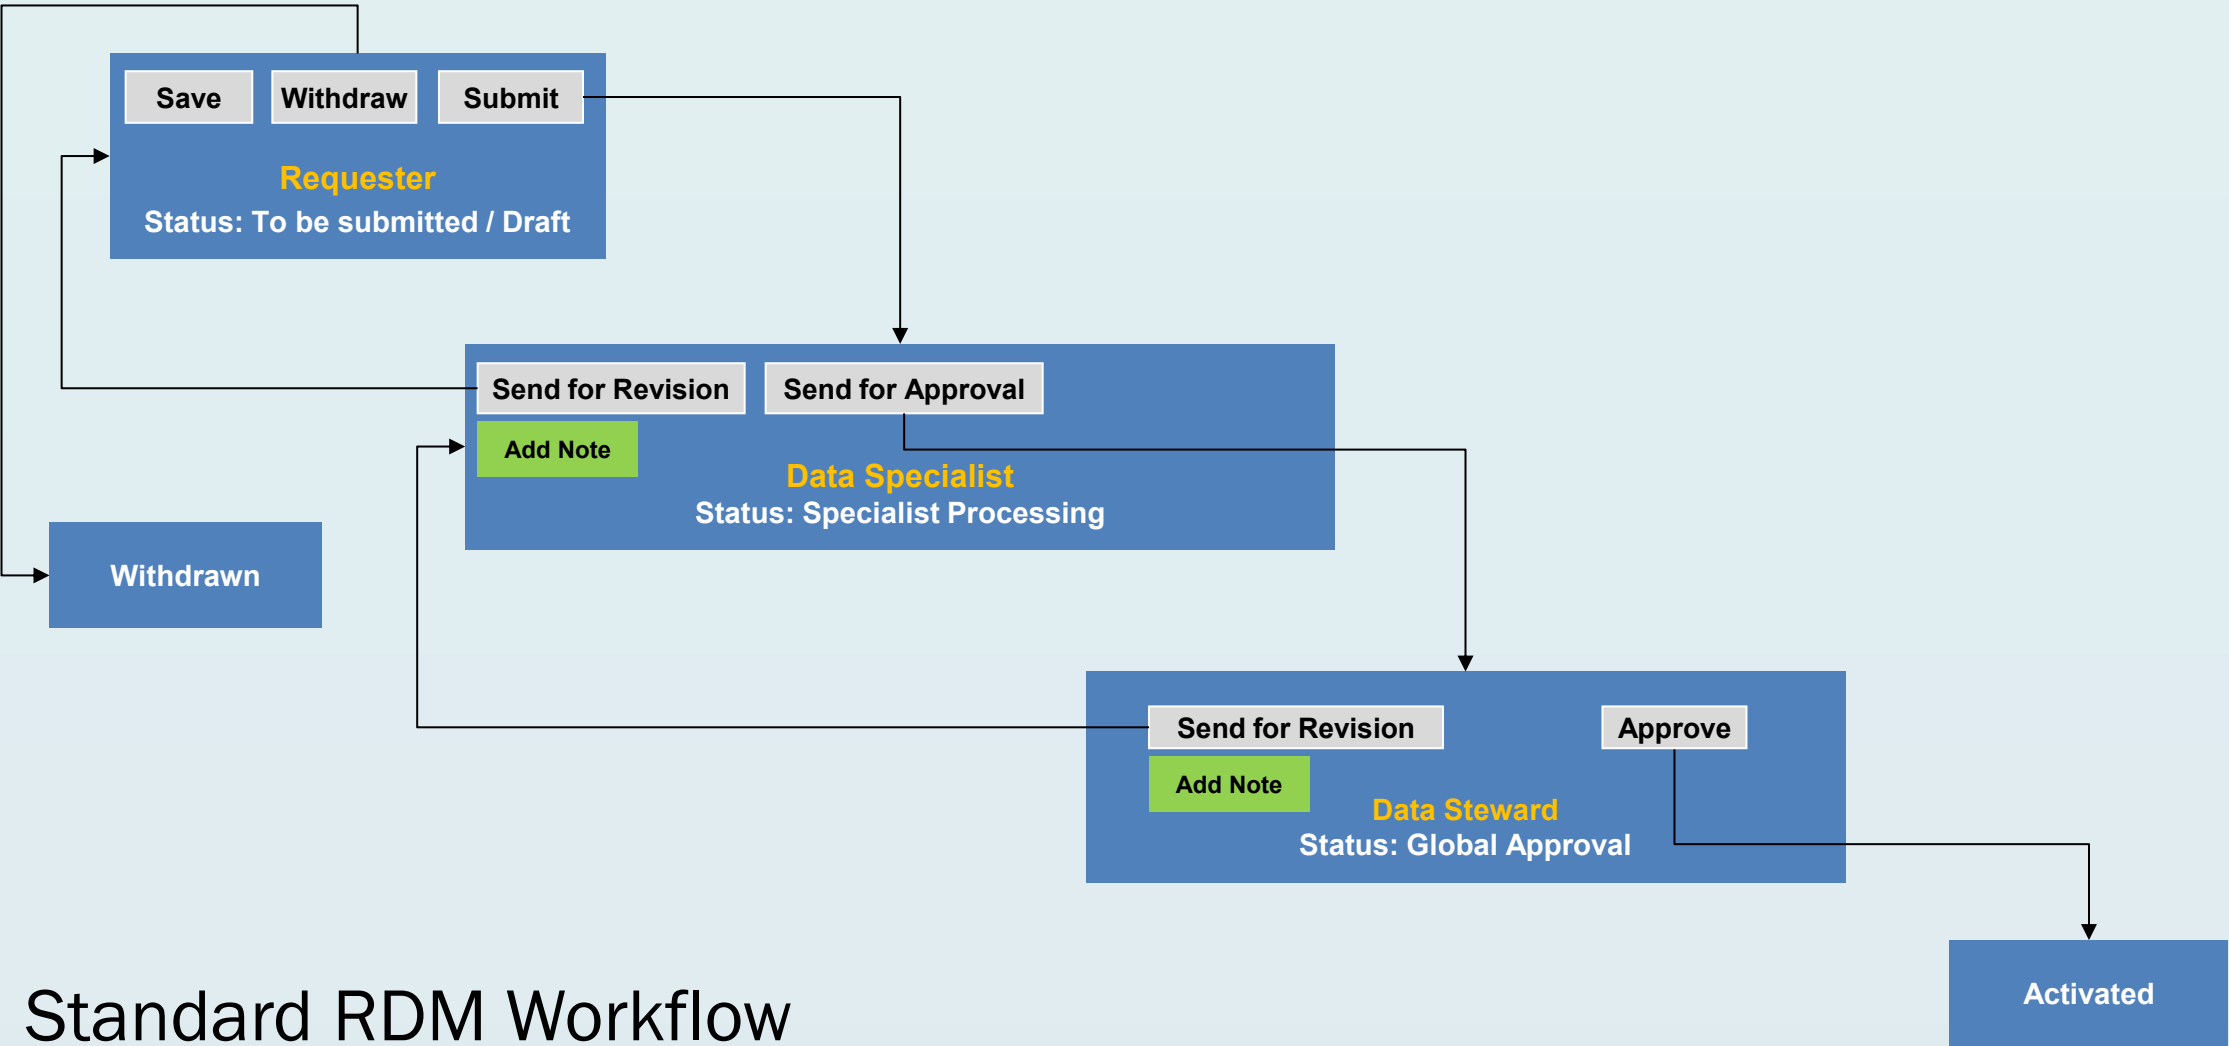 Save
Withdraw
Submit
Requester
Status: To be submitted / Draft
Send for Revision
Send for Approval
Add Note
Data Specialist
Status: Specialist Processing
Withdrawn
Send for Revision
Approve
Add Note
Data Steward
Status: Global Approval
Activated
Standard RDM Workflow